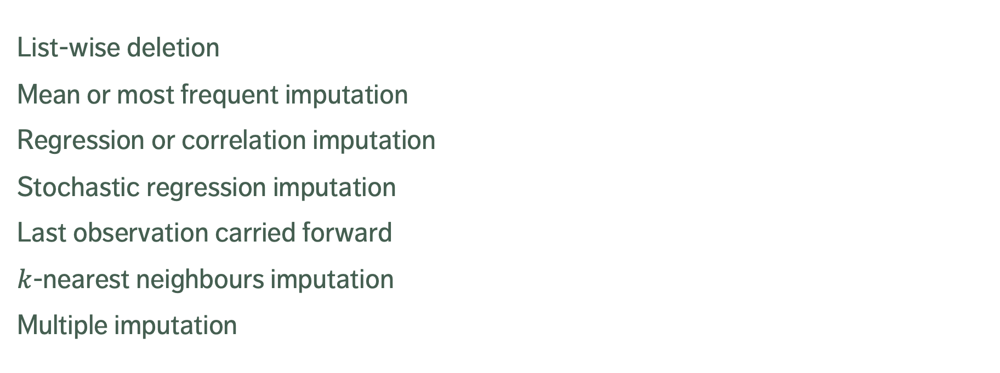 List-wise deletion
Mean or most frequent imputation
Regression or correlation imputation
Stochastic regression imputation
Last observation carried forward
k-nearest neighbours imputation
Multiple imputation